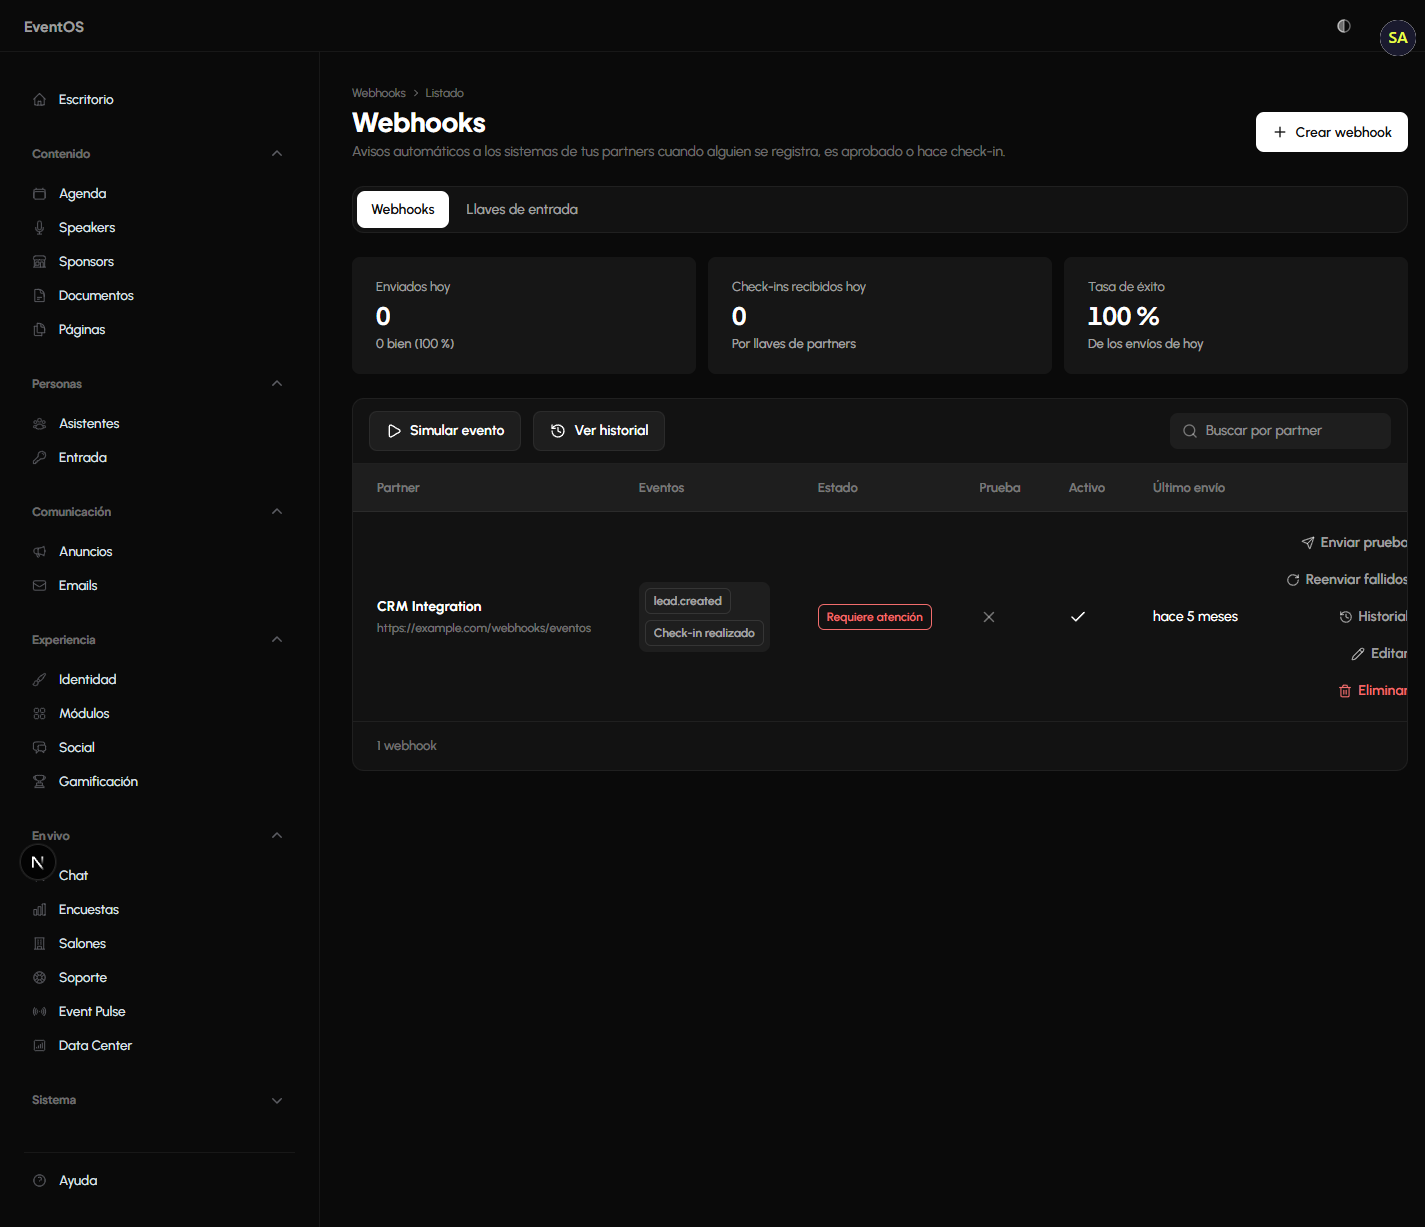 EventOS
SA
Escritorio
Contenido
Agenda
Speakers
Sponsors
Documentos
Páginas
Personas
Asistentes
Entrada
Comunicación
Anuncios
Emails
Experiencia
Identidad
Módulos
Social
Gamificación
En vivo
N
Chat
Encuestas
Salones
Soporte
Event Pulse
Data Center
Sistema
Ayuda
Webhooks > Listado
Webhooks
Avisos automáticos a los sistemas de tus partners cuando alguien se registra, es aprobado o hace check-in.
Crear webhook
Webhooks Llaves de entrada
Enviados hoy
0
0 bien (100 %)
Check-ins recibidos hoy
0
Por llaves de partners
Tasa de éxito
100 %
De los envíos de hoy
Simular evento Ver historial Buscar por partner
Partner Eventos Estado Prueba Activo Último envío
CRM Integration
https://example.com/webhooks/eventos
lead.created
Check-in realizado
Requiere atención
hace 5 meses
Enviar prueba
Reenviar fallidos
Historial
Editar
Eliminar
1 webhook